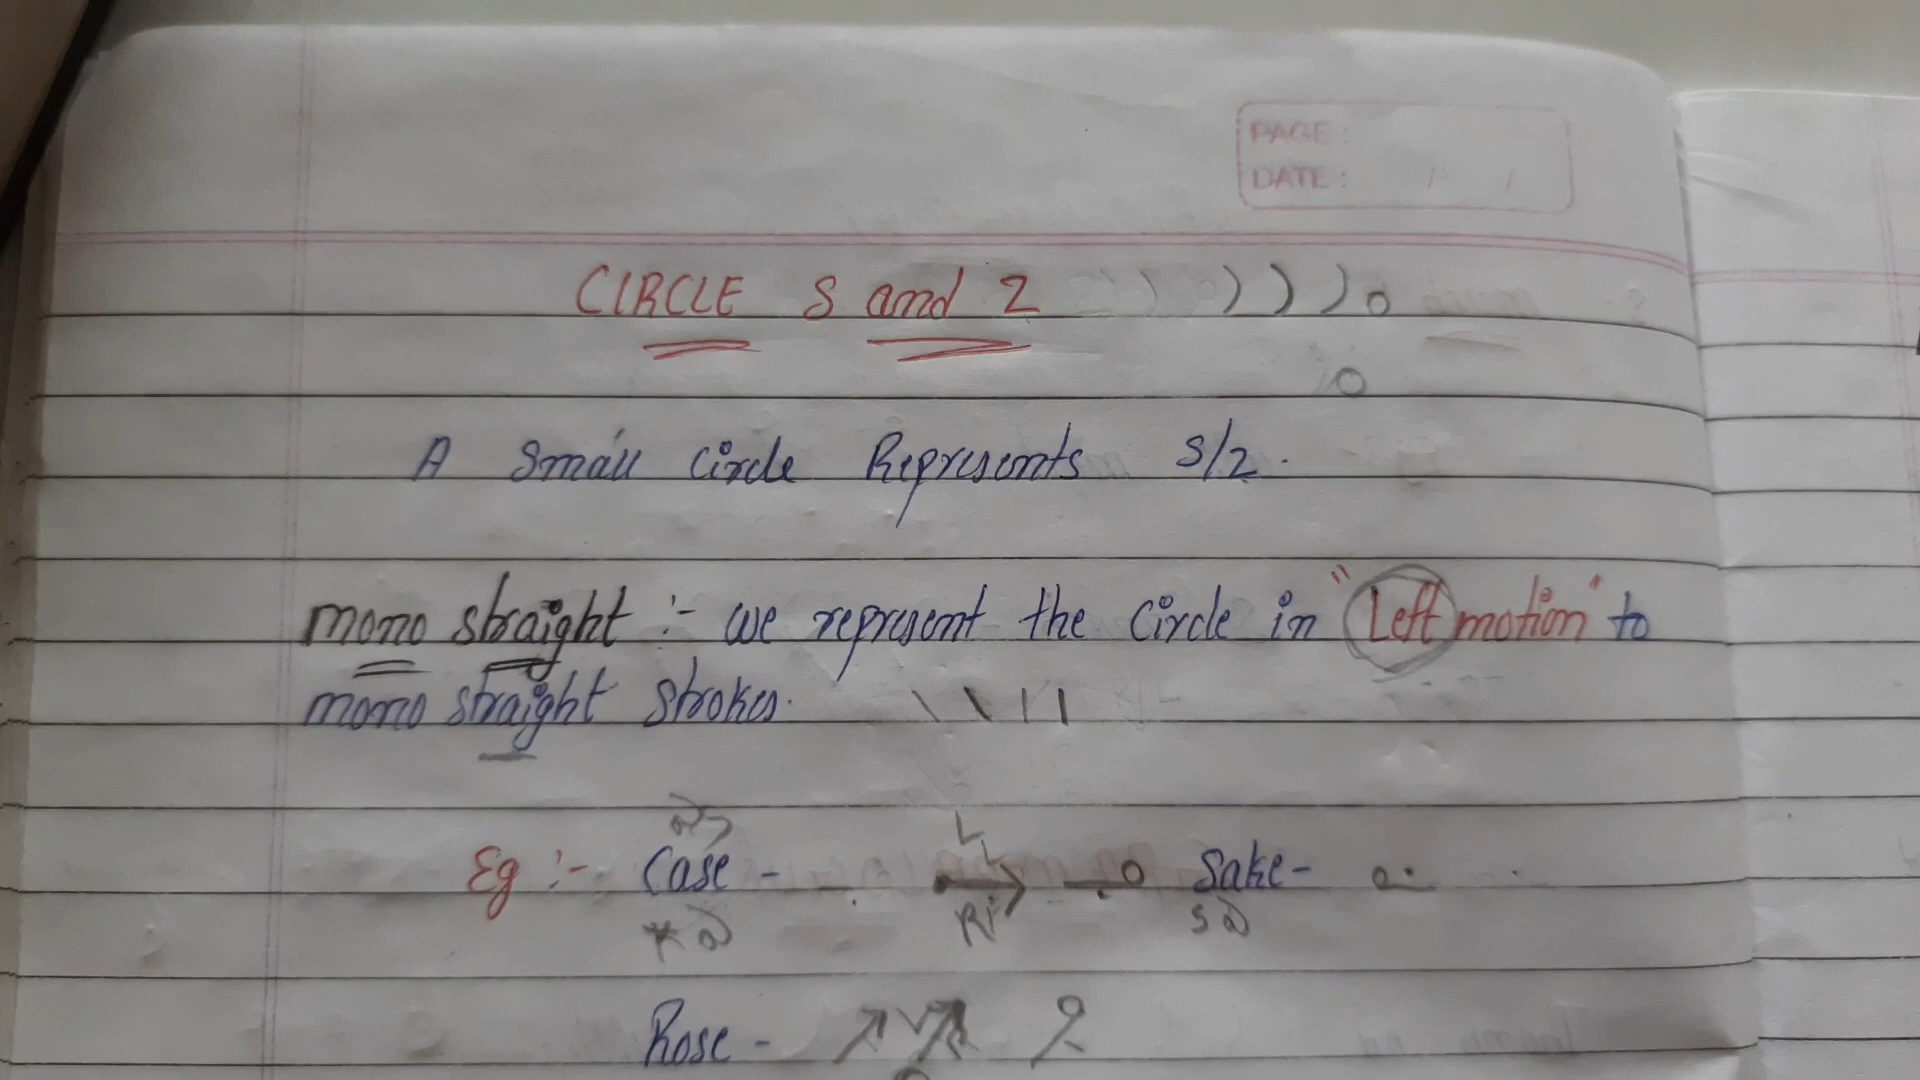 PAGE :
DATE : / /
CIRCLE S and Z
A Small Circle Represents S/Z.
mono straight :- we represent the Circle in "Left motion" to
mono straight strokes.
Eg :- Case - Sake -
Rose -